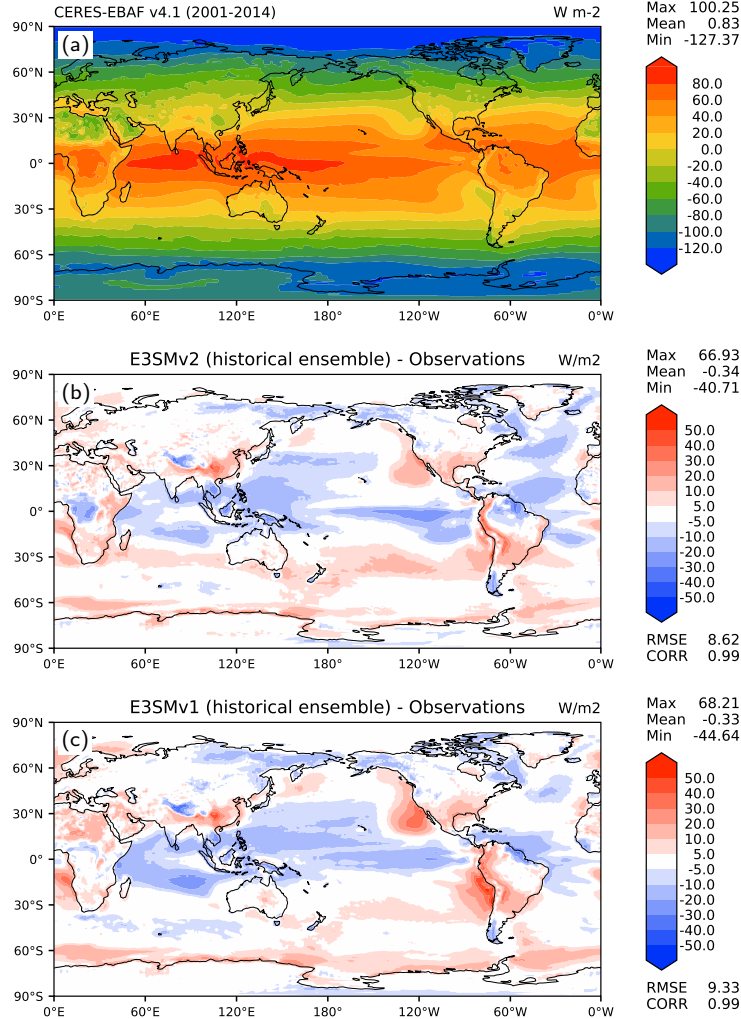 CERES-EBAF v4.1 (2001-2014) W m-2
Max 100.25
Mean 0.83
Min -127.37
(a)
90°N
60°N
30°N
0°
30°S
60°S
90°S
0°E 60°E 120°E 180° 120°W 60°W 0°W
80.0
60.0
40.0
20.0
0.0
-20.0
-40.0
-60.0
-80.0
-100.0
-120.0
E3SMv2 (historical ensemble) - Observations W/m2
Max 66.93
Mean -0.34
Min -40.71
(b)
90°N
60°N
30°N
0°
30°S
60°S
90°S
0°E 60°E 120°E 180° 120°W 60°W 0°W
50.0
40.0
30.0
20.0
10.0
5.0
-5.0
-10.0
-20.0
-30.0
-40.0
-50.0
RMSE 8.62
CORR 0.99
E3SMv1 (historical ensemble) - Observations W/m2
Max 68.21
Mean -0.33
Min -44.64
(c)
90°N
60°N
30°N
0°
30°S
60°S
90°S
0°E 60°E 120°E 180° 120°W 60°W 0°W
50.0
40.0
30.0
20.0
10.0
5.0
-5.0
-10.0
-20.0
-30.0
-40.0
-50.0
RMSE 9.33
CORR 0.99